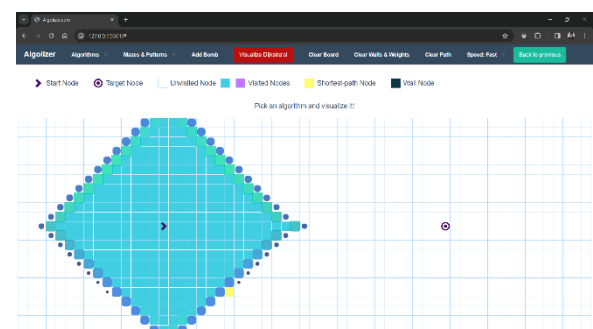 Algolizer
Algorithms
Mazes & Patterns
Add Bomb
Visualize Dijkstra's!
Clear Board
Clear Walls & Weights
Clear Path
Speed: Fast
Back to previous
Start Node
Target Node
Unvisited Node
Visited Nodes
Shortest-path Node
Wall Node
Pick an algorithm and visualize it!